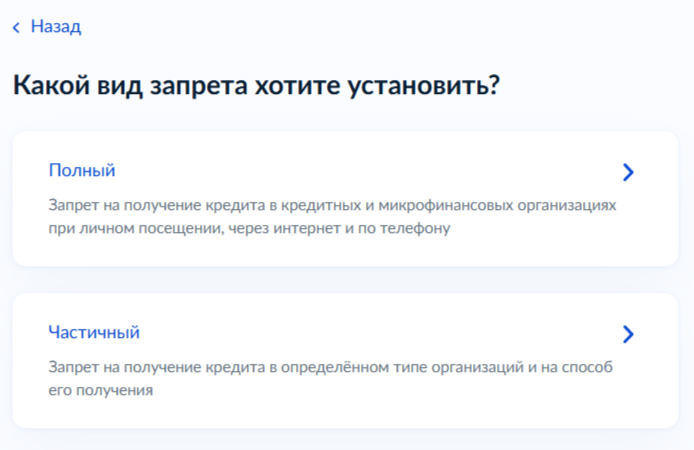 Назад
Какой вид запрета хотите установить?
Полный
Запрет на получение кредита в кредитных и микрофинансовых организациях
при личном посещении, через интернет и по телефону
Частичный
Запрет на получение кредита в определённом типе организаций и на способ
его получения